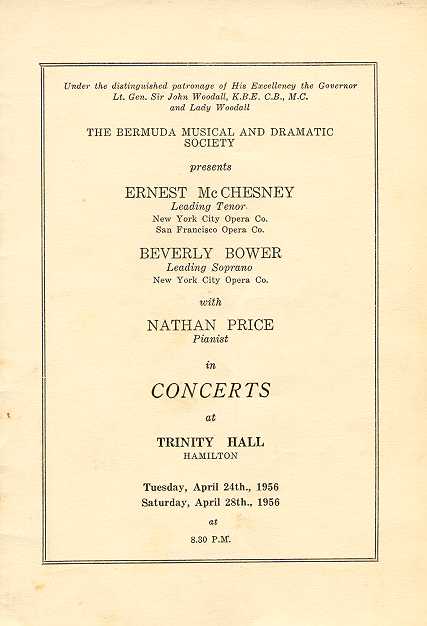 Under the distinguished patronage of His Excellency the Governor
Lt. Gen. Sir John Woodall, K.B.E. C.B., M.C.
and Lady Woodall
THE BERMUDA MUSICAL AND DRAMATIC
SOCIETY
presents
ERNEST McCHESNEY
Leading Tenor
New York City Opera Co.
San Francisco Opera Co.
BEVERLY BOWER
Leading Soprano
New York City Opera Co.
with
NATHAN PRICE
Pianist
in
CONCERTS
at
TRINITY HALL
HAMILTON
Tuesday, April 24th., 1956
Saturday, April 28th., 1956
at
8.30 P.M.